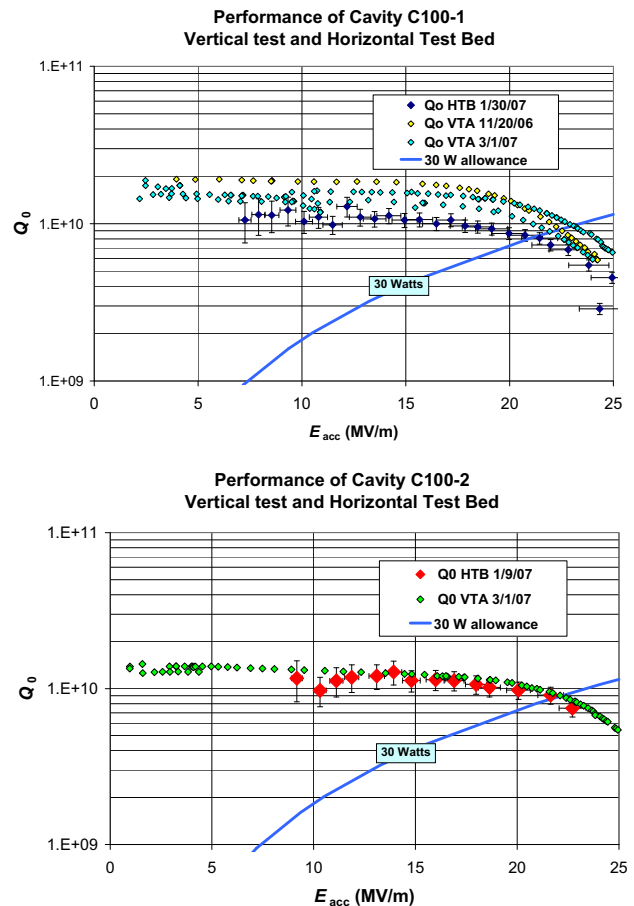 Performance of Cavity C100-1
Vertical test and Horizontal Test Bed
1.E+11
Qo HTB 1/30/07
Qo VTA 11/20/06
Qo VTA 3/1/07
30 W allowance
Q0
1.E+10
30 Watts
1.E+09
0 5 10 15 20 25
Eacc (MV/m)
Performance of Cavity C100-2
Vertical test and Horizontal Test Bed
1.E+11
Q0 HTB 1/9/07
Q0 VTA 3/1/07
30 W allowance
Q0
1.E+10
30 Watts
1.E+09
0 5 10 15 20 25
Eacc (MV/m)